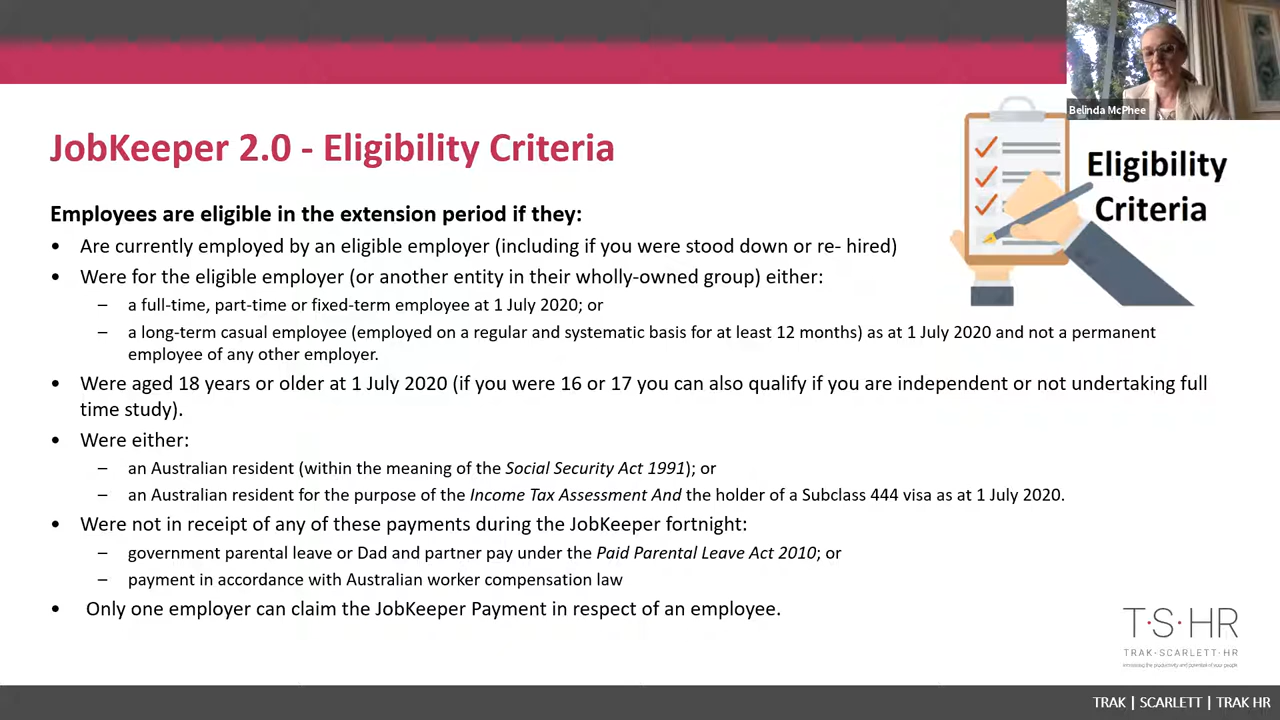 Belinda McPhee
JobKeeper 2.0 - Eligibility Criteria
Eligibility
Criteria
Employees are eligible in the extension period if they:
• Are currently employed by an eligible employer (including if you were stood down or re- hired)
• Were for the eligible employer (or another entity in their wholly-owned group) either:
– a full-time, part-time or fixed-term employee at 1 July 2020; or
– a long-term casual employee (employed on a regular and systematic basis for at least 12 months) as at 1 July 2020 and not a permanent
employee of any other employer.
• Were aged 18 years or older at 1 July 2020 (if you were 16 or 17 you can also qualify if you are independent or not undertaking full
time study).
• Were either:
– an Australian resident (within the meaning of the Social Security Act 1991); or
– an Australian resident for the purpose of the Income Tax Assessment And the holder of a Subclass 444 visa as at 1 July 2020.
• Were not in receipt of any of these payments during the JobKeeper fortnight:
– government parental leave or Dad and partner pay under the Paid Parental Leave Act 2010; or
– payment in accordance with Australian worker compensation law
• Only one employer can claim the JobKeeper Payment in respect of an employee.
T·S·HR
TRAK·SCARLETT·HR
increasing the productivity and potential of your people.
TRAK | SCARLETT | TRAK HR